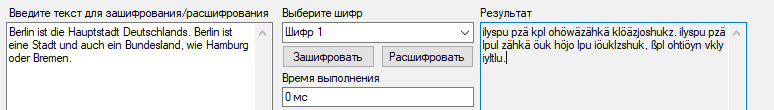 Введите текст для зашифрования/расшифрования
Berlin ist die Hauptstadt Deutschlands. Berlin ist
eine Stadt und auch ein Bundesland, wie Hamburg
oder Bremen.
Выберите шифр
Шифр 1
Зашифровать Расшифровать
Время выполнения
0 мс
Результат
ilyspu pzä kpl ohöwäzähkä klöäzjoshukz. ilyspu pzä
lpul zähkä öuk höjo lpu iöuklzshuk, ßpl ohtiöyn vkly
iyltlu.